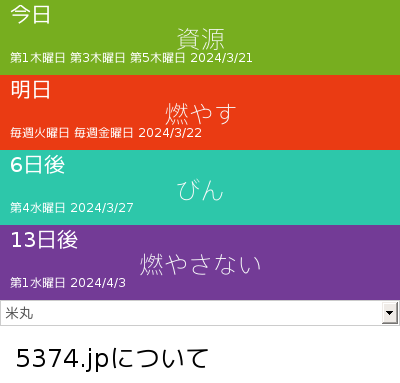 今日
資源
第1木曜日 第3木曜日 第5木曜日 2024/3/21
明日
燃やす
毎週火曜日 毎週金曜日 2024/3/22
6日後
びん
第4水曜日 2024/3/27
13日後
燃やさない
第1水曜日 2024/4/3
米丸
5374.jpについて